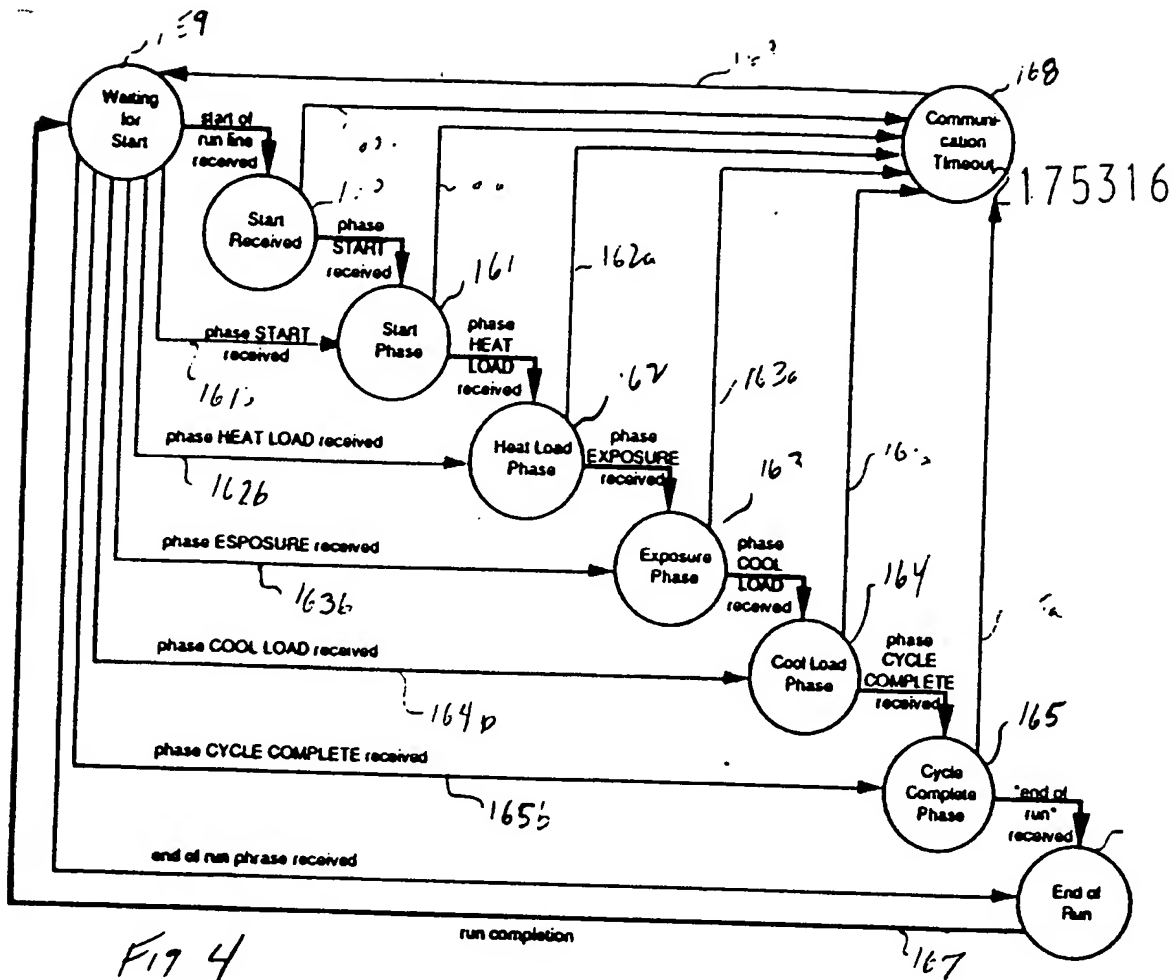 Waiting
for
Start
168
Communi-
cation
Timeout
175316
start of
run line
received
Start
Received
phase
START
received
161
162a
Start
Phase
phase
HEAT
LOAD
received
phase START
received
163a
phase HEAT LOAD received
162b
Heat Load
Phase
phase
EXPOSURE
received
phase ESPOSURE received
163b
Exposure
Phase
phase
COOL
LOAD
received
164
phase COOL LOAD received
Cool Load
Phase
phase
CYCLE
COMPLETE
received
165
phase CYCLE COMPLETE received
165b
Cycle
Complete
Phase
"end of
run"
received
end of run phrase received
End of
Run
run completion
167
Fig 4